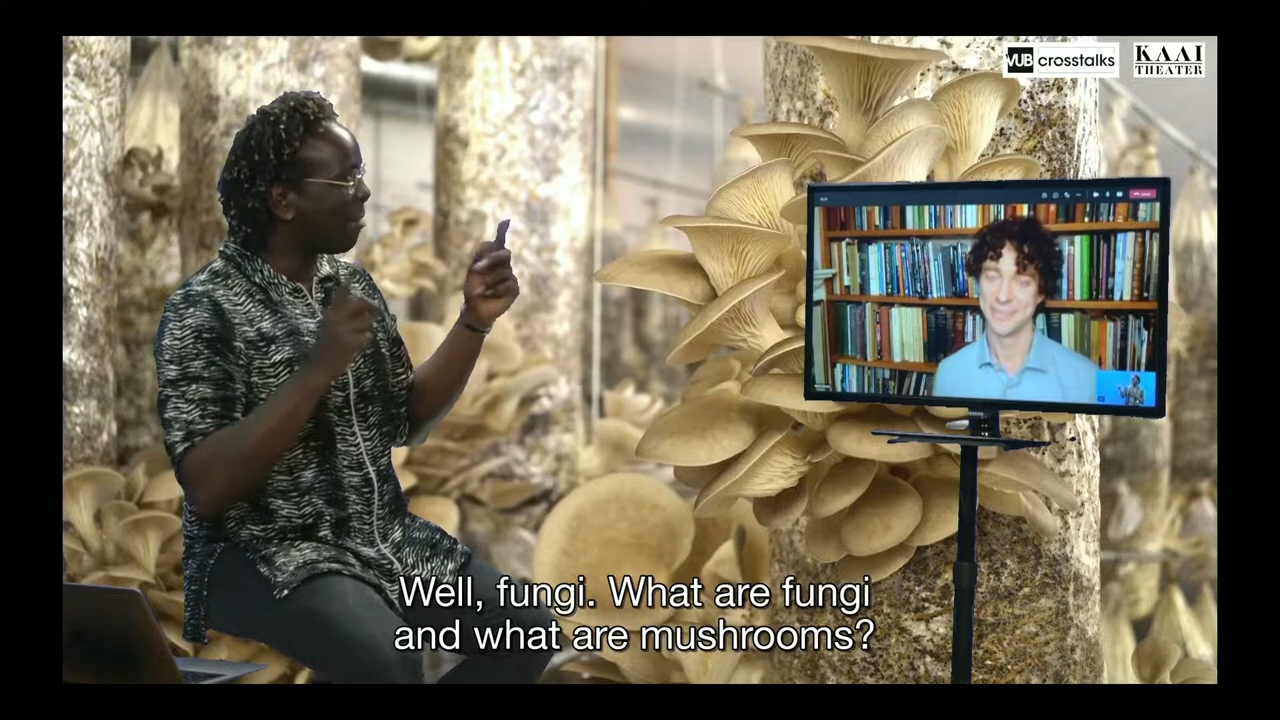 VUB crosstalks
KAAI
THEATER
Well, fungi. What are fungi
and what are mushrooms?